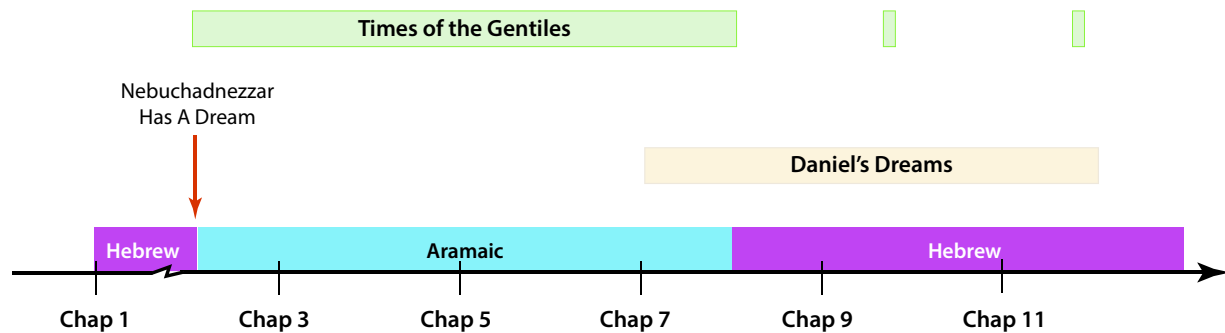 Times of the Gentiles
Nebuchadnezzar
Has A Dream
Daniel's Dreams
Hebrew
Aramaic
Hebrew
Chap 1
Chap 3
Chap 5
Chap 7
Chap 9
Chap 11